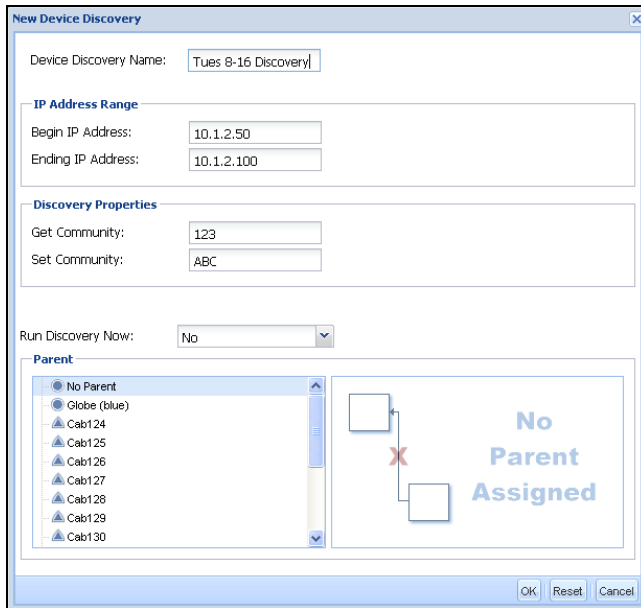 New Device Discovery
Device Discovery Name: Tues 8-16 Discovery
IP Address Range
Begin IP Address: 10.1.2.50
Ending IP Address: 10.1.2.100
Discovery Properties
Get Community: 123
Set Community: ABC
Run Discovery Now: No
Parent
No Parent
Globe (blue)
Cab124
Cab125
Cab126
Cab127
Cab128
Cab129
Cab130
X
No
Parent
Assigned
OK Reset Cancel